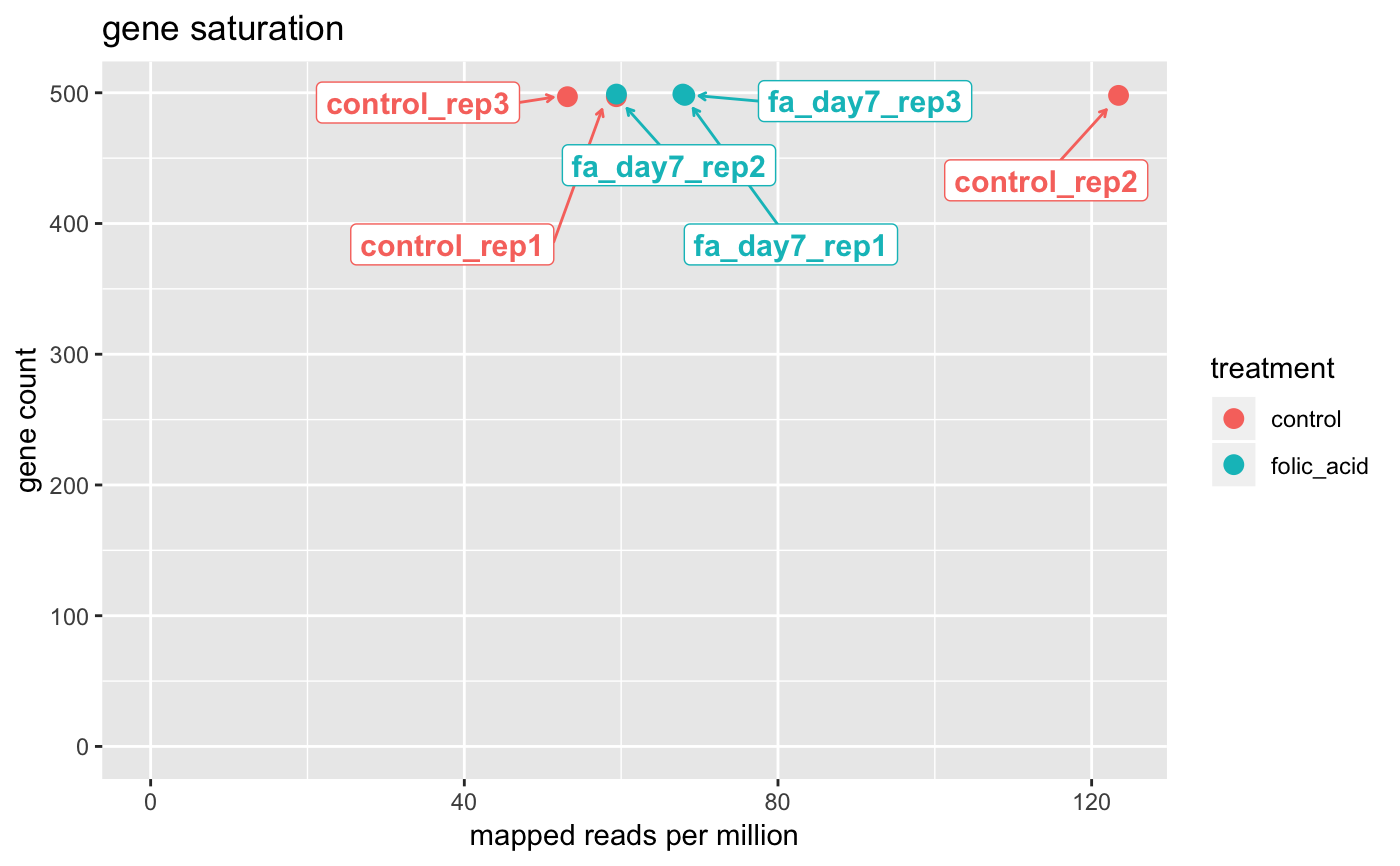 gene saturation
500
400
300
200
100
0
gene count
control_rep3
fa_day7_rep3
fa_day7_rep2
control_rep2
control_rep1
fa_day7_rep1
0 40 80 120
mapped reads per million
treatment
control
folic_acid